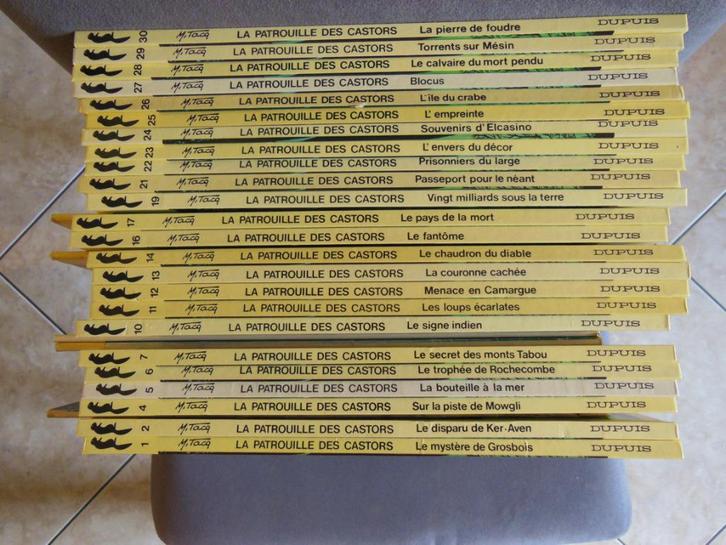 30 M.Tacq LA PATROUILLE DES CASTORS La pierre de foudre DUPUIS
29 M.Tacq LA PATROUILLE DES CASTORS Torrents sur Mésin DUPUIS
28 M.Tacq LA PATROUILLE DES CASTORS Le calvaire du mort pendu DUPUIS
27 M.Tacq LA PATROUILLE DES CASTORS Blocus DUPUIS
26 M.Tacq LA PATROUILLE DES CASTORS L'île du crabe DUPUIS
25 M.Tacq LA PATROUILLE DES CASTORS L'empreinte DUPUIS
24 M.Tacq LA PATROUILLE DES CASTORS Souvenirs d'Elcasino DUPUIS
23 M.Tacq LA PATROUILLE DES CASTORS L'envers du décor DUPUIS
22 M.Tacq LA PATROUILLE DES CASTORS Prisonniers du large DUPUIS
21 M.Tacq LA PATROUILLE DES CASTORS Passeport pour le néant DUPUIS
19 M.Tacq LA PATROUILLE DES CASTORS Vingt milliards sous la terre DUPUIS
17 M.Tacq LA PATROUILLE DES CASTORS Le pays de la mort DUPUIS
16 M.Tacq LA PATROUILLE DES CASTORS Le fantôme DUPUIS
14 M.Tacq LA PATROUILLE DES CASTORS Le chaudron du diable DUPUIS
13 M.Tacq LA PATROUILLE DES CASTORS La couronne cachée DUPUIS
12 M.Tacq LA PATROUILLE DES CASTORS Menace en Camargue DUPUIS
11 M.Tacq LA PATROUILLE DES CASTORS Les loups écarlates DUPUIS
10 M.Tacq LA PATROUILLE DES CASTORS Le signe indien DUPUIS
7 M.Tacq LA PATROUILLE DES CASTORS Le secret des monts Tabou DUPUIS
6 M.Tacq LA PATROUILLE DES CASTORS Le trophée de Rochecombe DUPUIS
5 M.Tacq LA PATROUILLE DES CASTORS La bouteille à la mer DUPUIS
4 M.Tacq LA PATROUILLE DES CASTORS Sur la piste de Mowgli DUPUIS
2 M.Tacq LA PATROUILLE DES CASTORS Le disparu de Ker-Aven DUPUIS
1 M.Tacq LA PATROUILLE DES CASTORS Le mystère de Grosbois DUPUIS